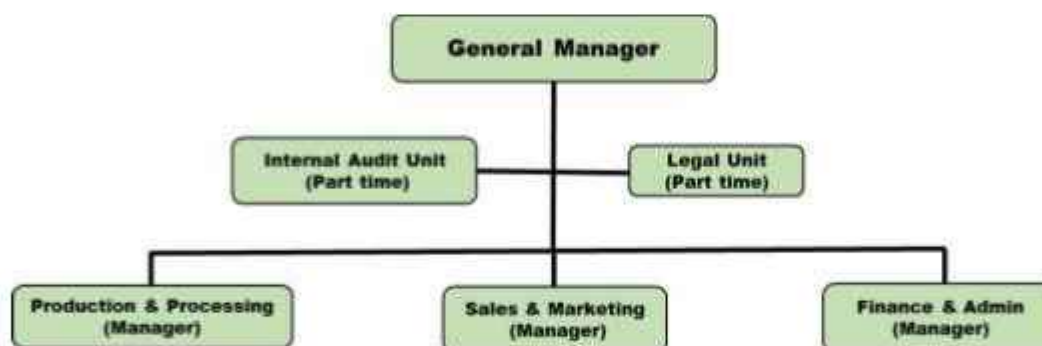 General Manager
Internal Audit Unit
(Part time)
Legal Unit
(Part time)
Production & Processing
(Manager)
Sales & Marketing
(Manager)
Finance & Admin
(Manager)